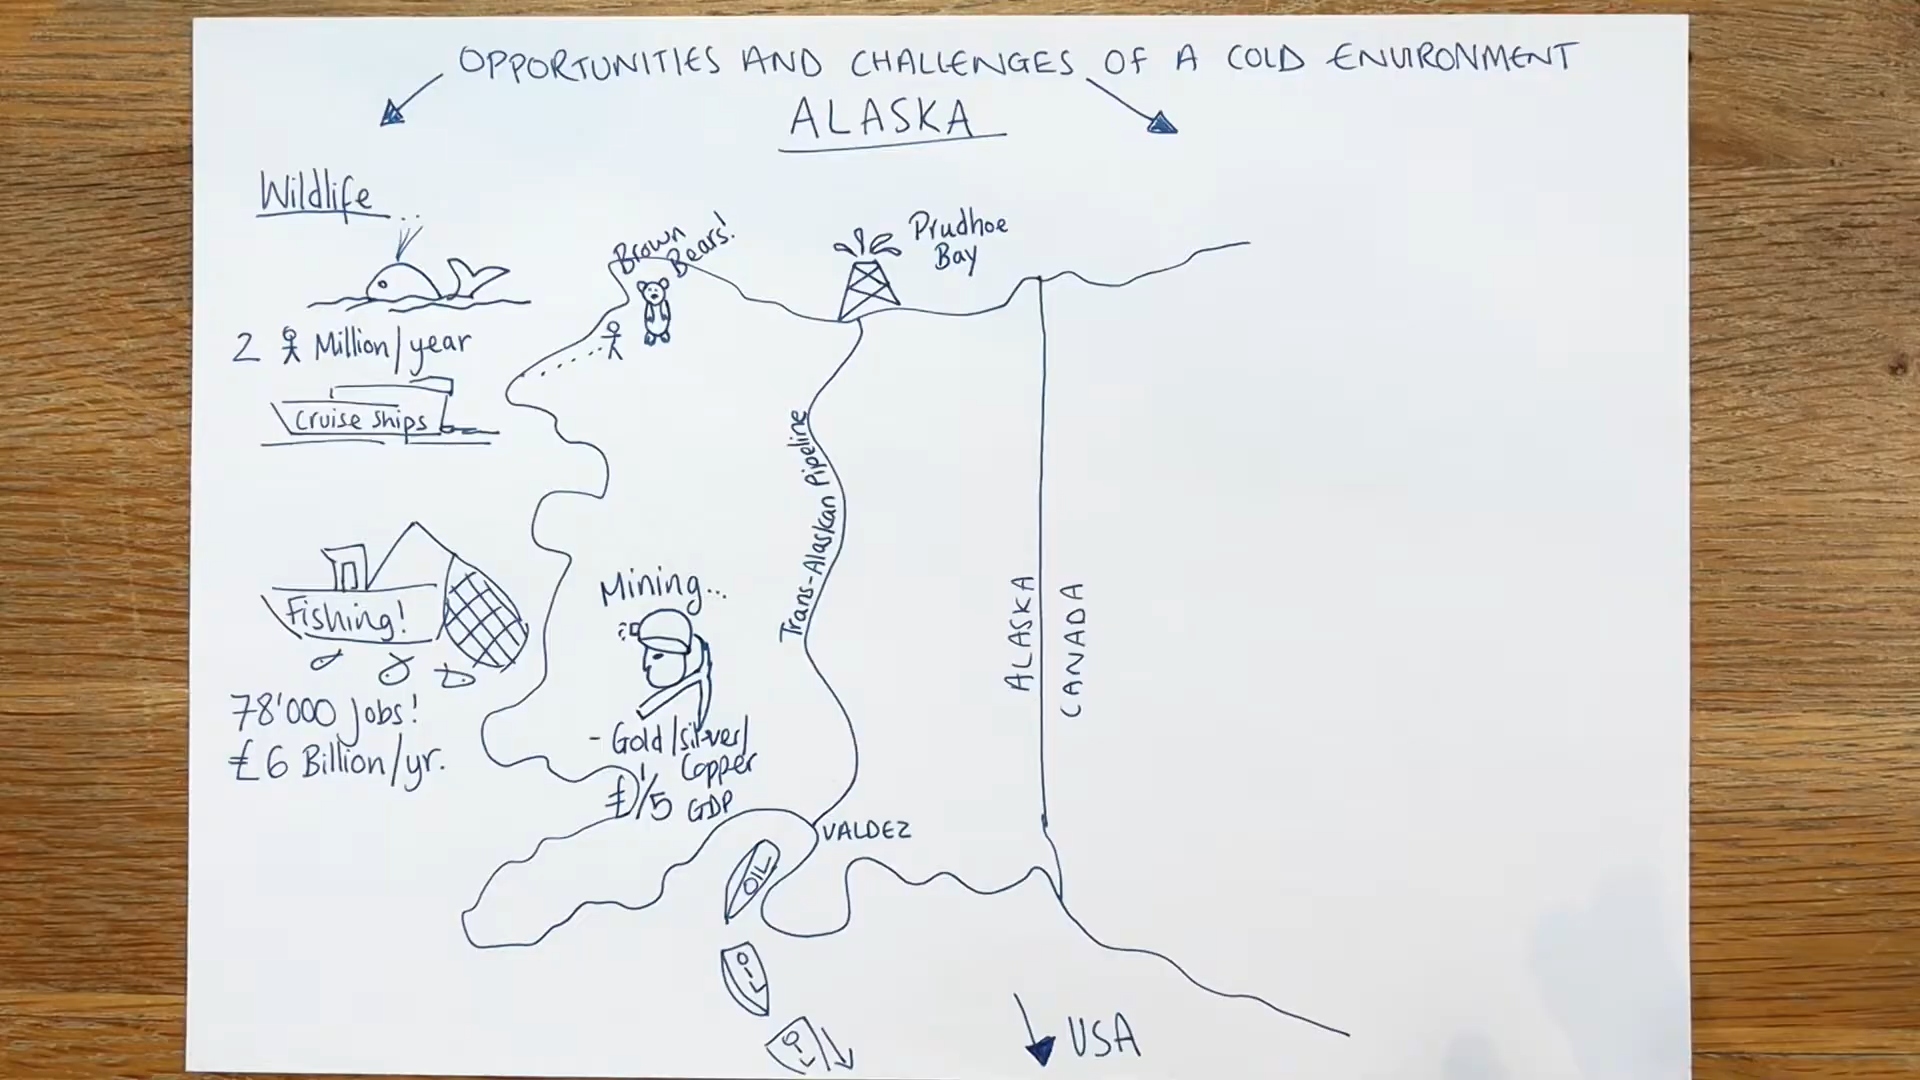 OPPORTUNITIES AND CHALLENGES OF A COLD ENVIRONMENT
ALASKA
Wildlife
2 Million/year
Cruise Ships
Fishing!
78'000 Jobs!
£6 Billion/yr.
Brown
Bears!
Prudhoe
Bay
Trans-Alaskan Pipeline
Mining...
- Gold/silver/
Copper
£ 1/5 GDP
ALASKA
CANADA
VALDEZ
OIL
OIL
OIL
USA